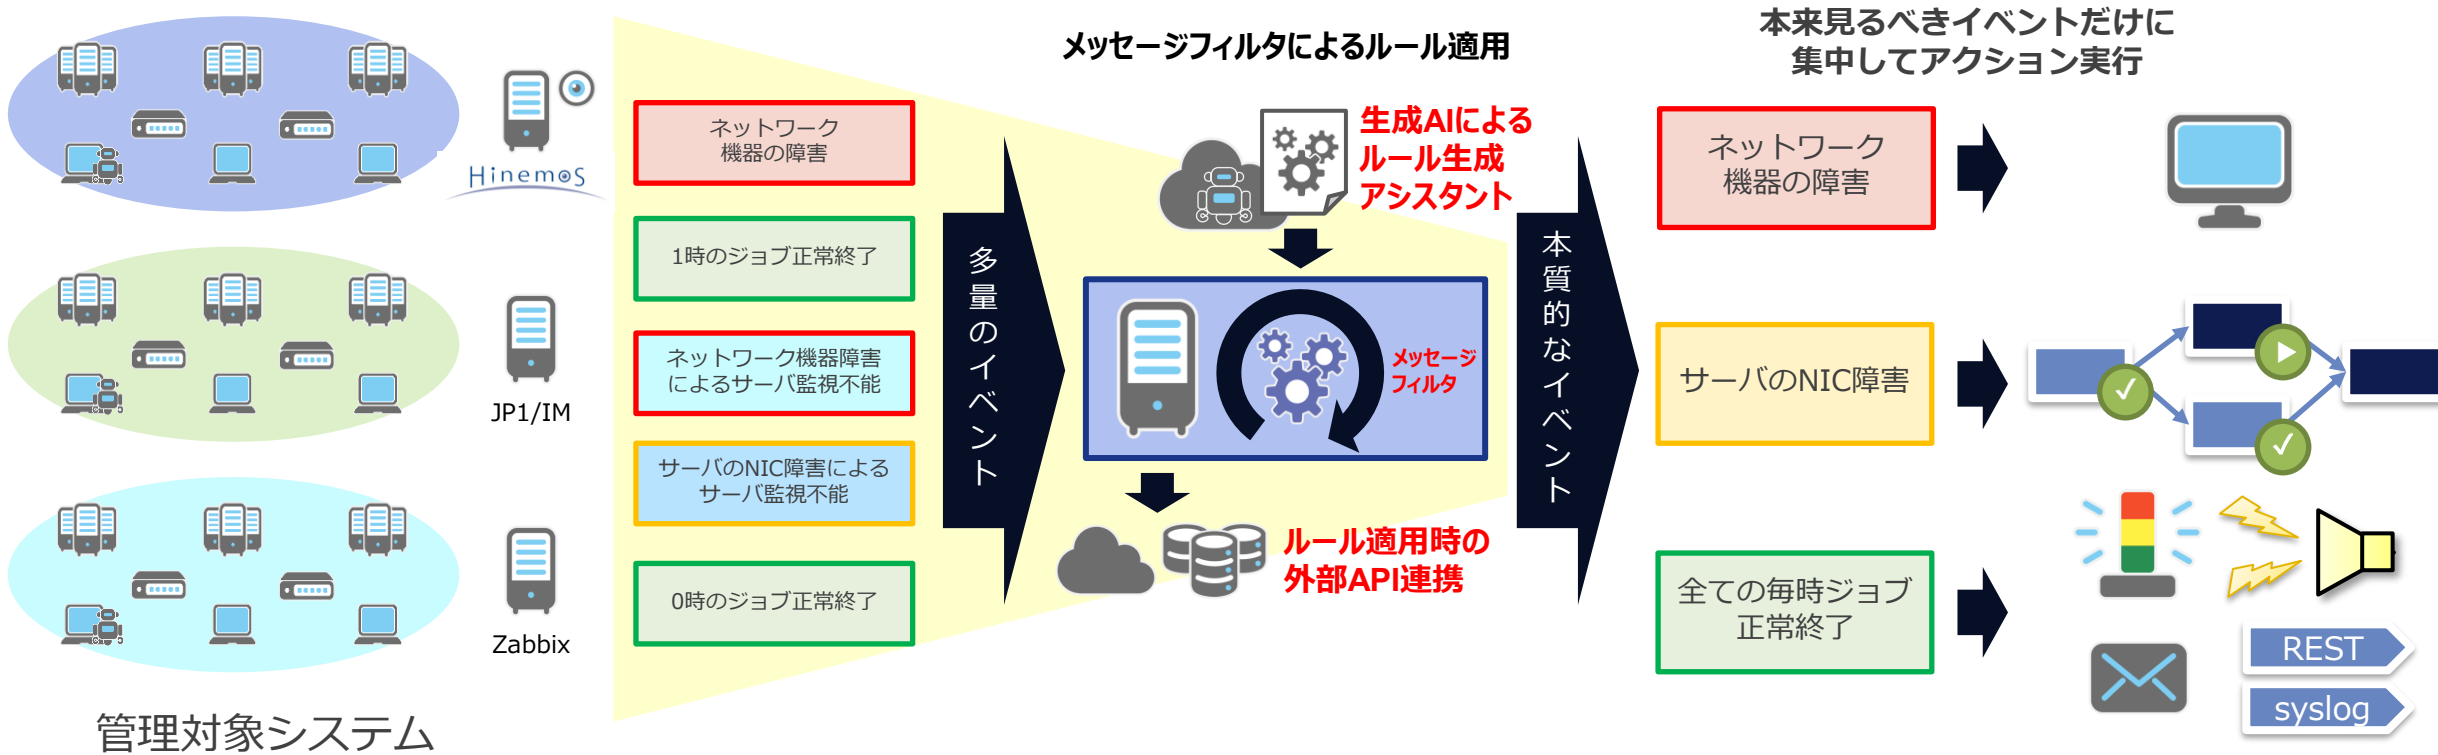 メッセージフィルタによるルール適用
本来見るべきイベントだけに
集中してアクション実行
Hinemos
JP1/IM
Zabbix
管理対象システム
ネットワーク
機器の障害
1時のジョブ正常終了
ネットワーク機器障害
によるサーバ監視不能
サーバのNIC障害による
サーバ監視不能
0時のジョブ正常終了
多量のイベント
生成AIによる
ルール生成
アシスタント
メッセージ
フィルタ
ルール適用時の
外部API連携
本質的なイベント
ネットワーク
機器の障害
サーバのNIC障害
全ての毎時ジョブ
正常終了
REST
syslog